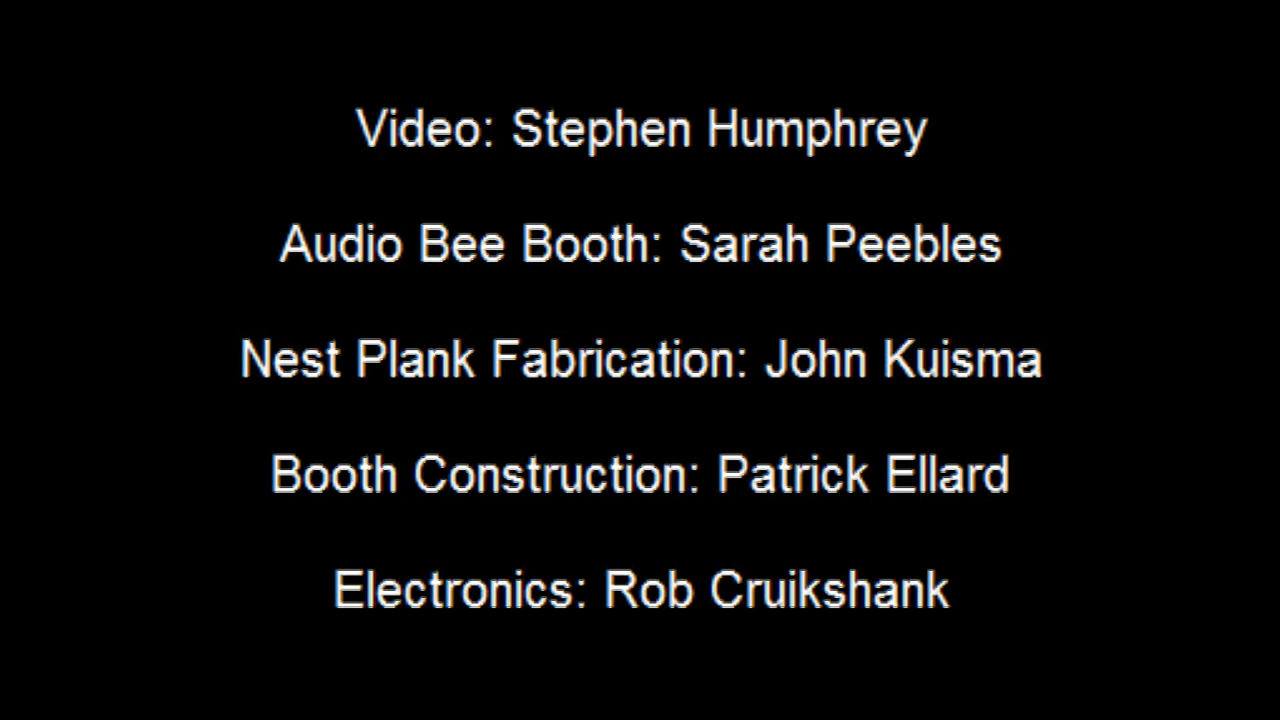 Video: Stephen Humphrey
Audio Bee Booth: Sarah Peebles
Nest Plank Fabrication: John Kuisma
Booth Construction: Patrick Ellard
Electronics: Rob Cruikshank